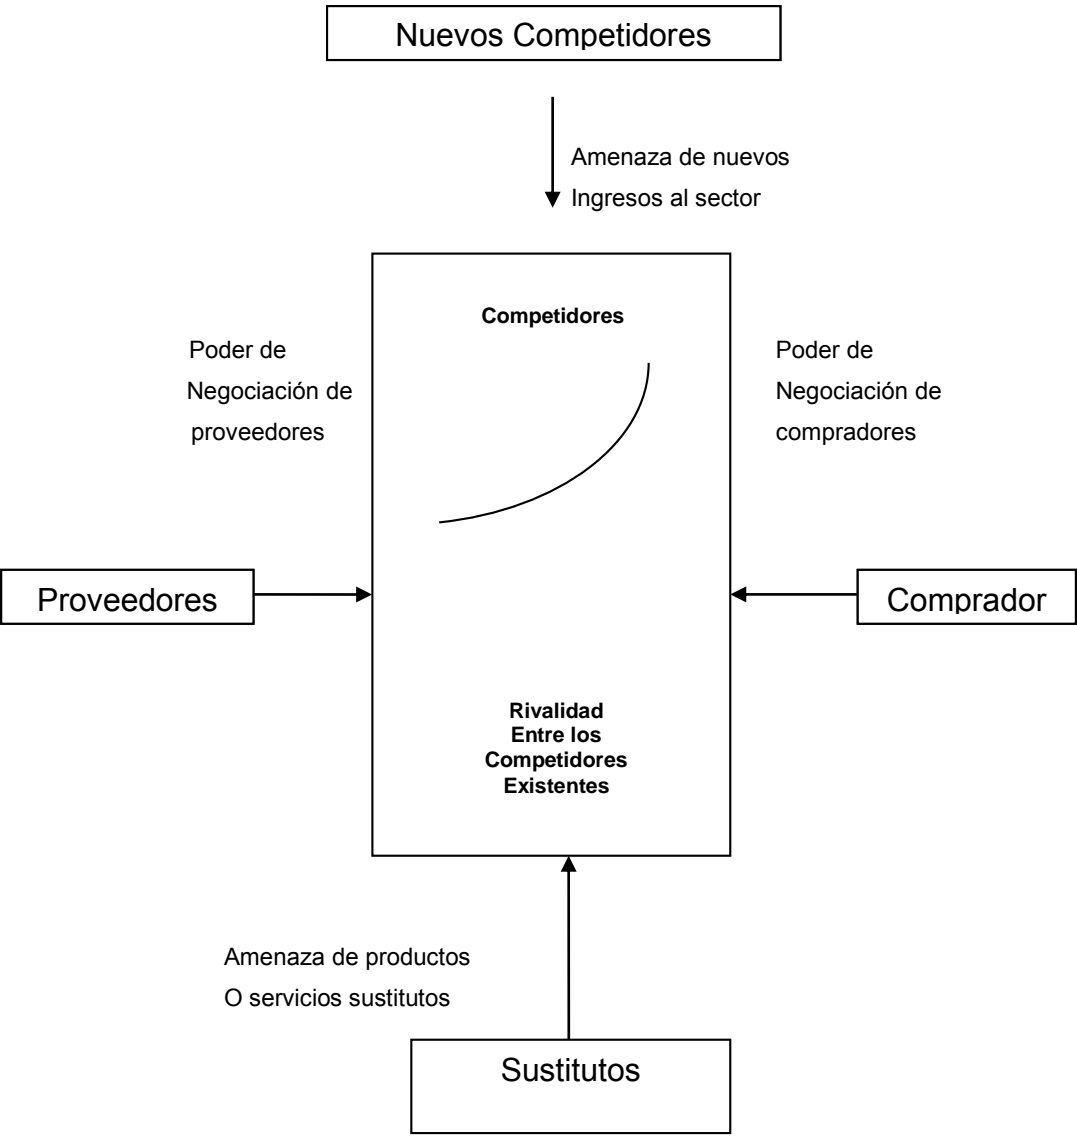 Nuevos Competidores
Amenaza de nuevos
Ingresos al sector
Competidores
Poder de
Negociación de
proveedores
Poder de
Negociación de
compradores
Proveedores
Comprador
Rivalidad
Entre los
Competidores
Existentes
Amenaza de productos
O servicios sustitutos
Sustitutos